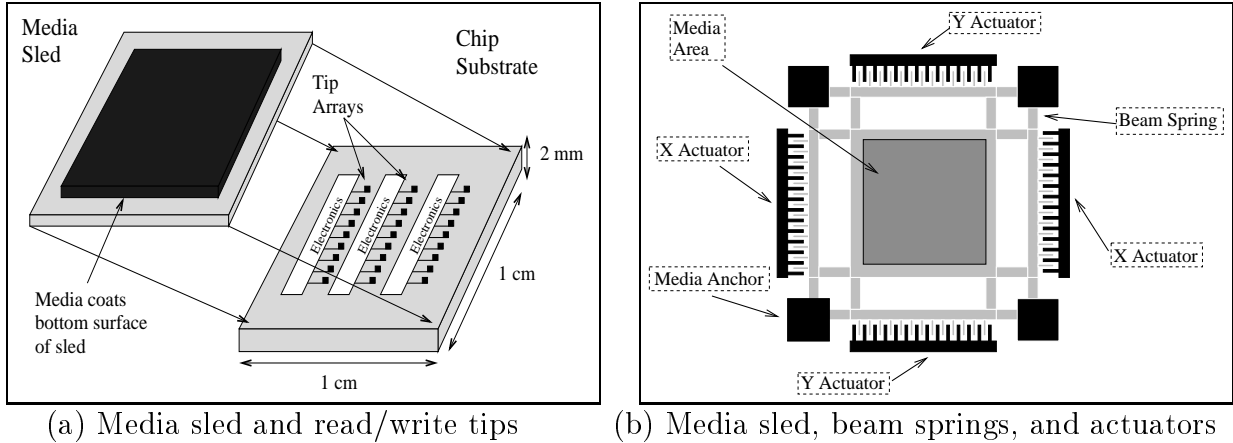 Media
Sled
Chip
Substrate
Tip
Arrays
2 mm
Electronics
Electronics
Electronics
1 cm
Media coats
bottom surface
of sled
1 cm
(a) Media sled and read/write tips
Y Actuator
Media
Area
Beam Spring
X Actuator
X Actuator
Media Anchor
Y Actuator
(b) Media sled, beam springs, and actuators